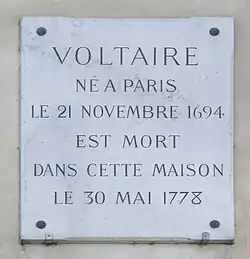 VOLTAIRE
NÉ A PARIS
LE 21 NOVEMBRE 1694
EST MORT
DANS CETTE MAISON
LE 30 MAI 1778